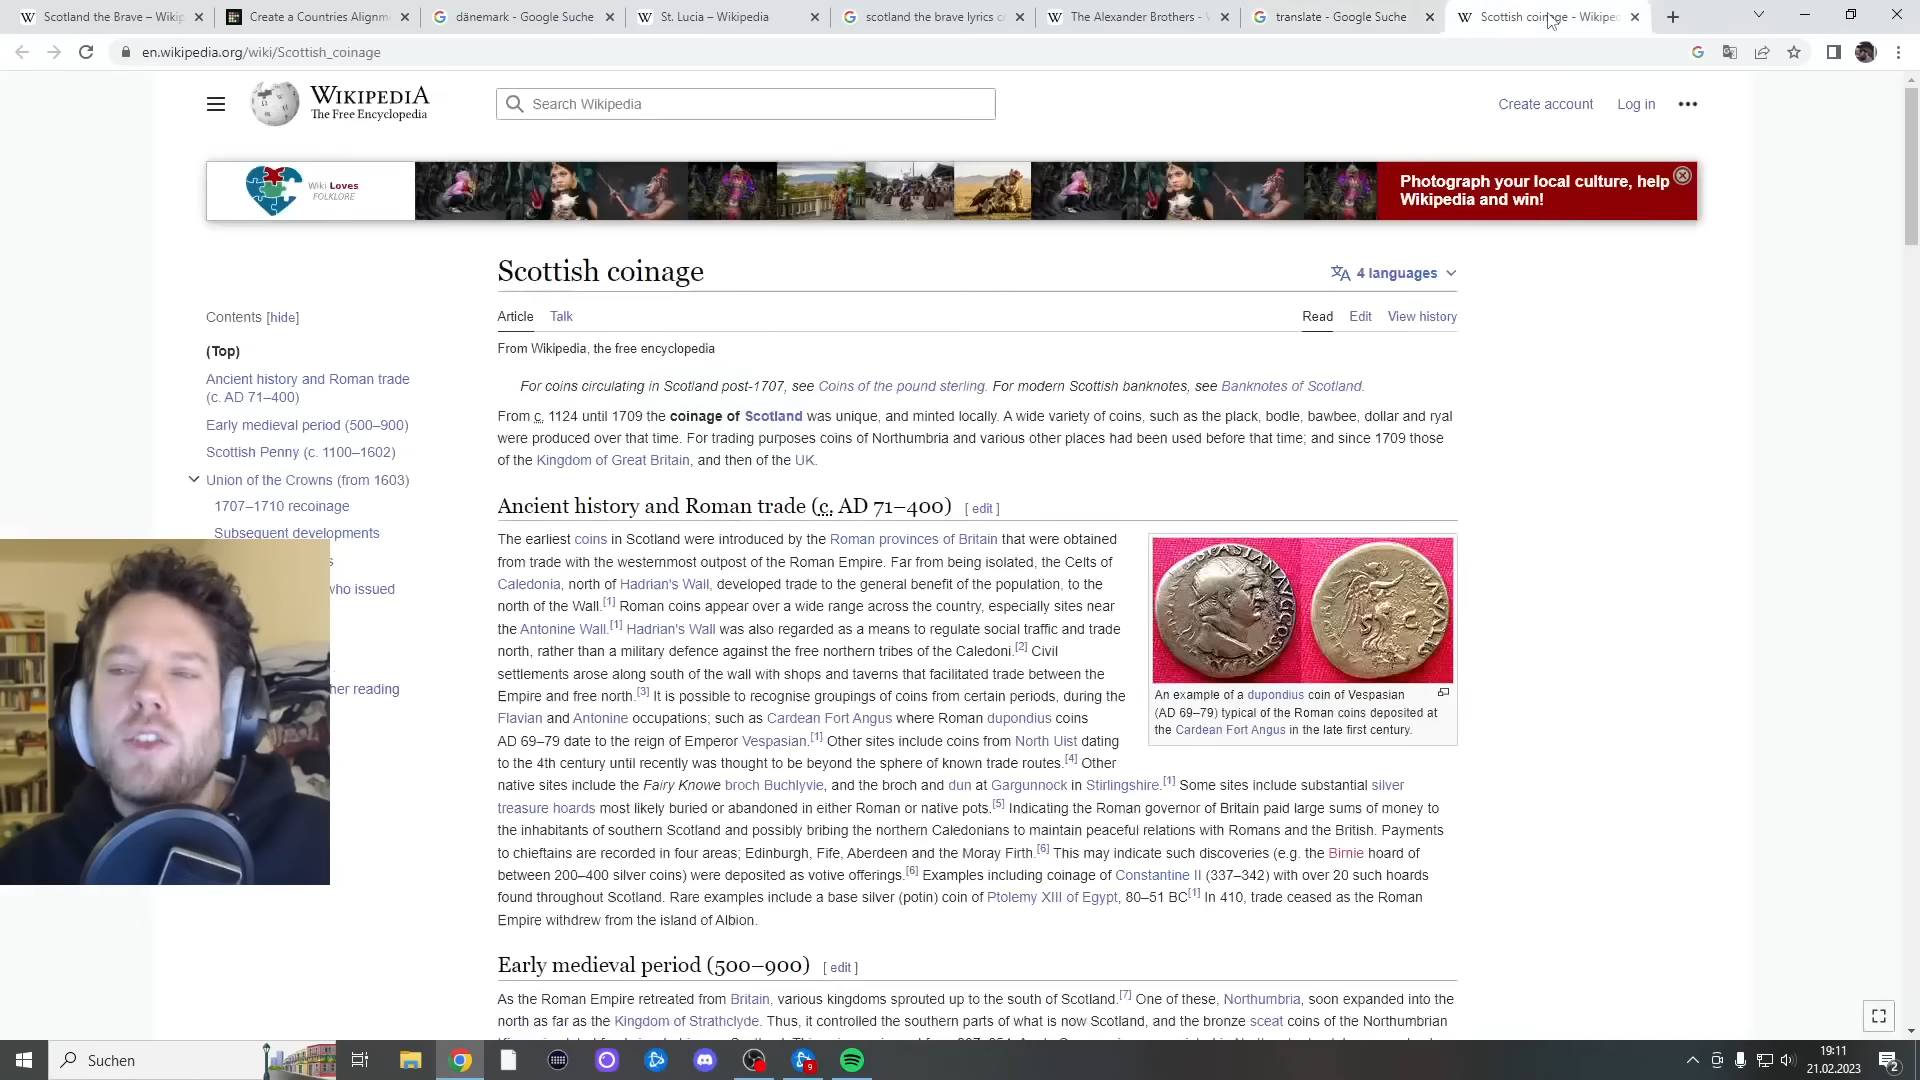 Scotland the Brave – Wikip
Create a Countries Alignm
dänemark - Google Suche
St. Lucia – Wikipedia
scotland the brave lyrics c
The Alexander Brothers -
translate - Google Suche
Scottish coinage - Wikipe
en.wikipedia.org/wiki/Scottish_coinage
WIKIPEDIA
The Free Encyclopedia
Search Wikipedia
Create account
Log in
Wiki Loves
FOLKLORE
Photograph your local culture, help
Wikipedia and win!
Scottish coinage
4 languages
Contents [hide]
(Top)
Ancient history and Roman trade
(c. AD 71–400)
Early medieval period (500–900)
Scottish Penny (c. 1100–1602)
Union of the Crowns (from 1603)
1707–1710 recoinage
Subsequent developments
who issued
her reading
Article
Talk
Read
Edit
View history
From Wikipedia, the free encyclopedia
For coins circulating in Scotland post-1707, see Coins of the pound sterling. For modern Scottish banknotes, see Banknotes of Scotland.
From c. 1124 until 1709 the coinage of Scotland was unique, and minted locally. A wide variety of coins, such as the plack, bodle, bawbee, dollar and ryal
were produced over that time. For trading purposes coins of Northumbria and various other places had been used before that time; and since 1709 those
of the Kingdom of Great Britain, and then of the UK.
Ancient history and Roman trade (c. AD 71–400) [ edit ]
The earliest coins in Scotland were introduced by the Roman provinces of Britain that were obtained
from trade with the westernmost outpost of the Roman Empire. Far from being isolated, the Celts of
Caledonia, north of Hadrian's Wall, developed trade to the general benefit of the population, to the
north of the Wall.[1] Roman coins appear over a wide range across the country, especially sites near
the Antonine Wall.[1] Hadrian's Wall was also regarded as a means to regulate social traffic and trade
north, rather than a military defence against the free northern tribes of the Caledoni.[2] Civil
settlements arose along south of the wall with shops and taverns that facilitated trade between the
Empire and free north.[3] It is possible to recognise groupings of coins from certain periods, during the
Flavian and Antonine occupations; such as Cardean Fort Angus where Roman dupondius coins
AD 69–79 date to the reign of Emperor Vespasian.[1] Other sites include coins from North Uist dating
to the 4th century until recently was thought to be beyond the sphere of known trade routes.[4] Other
native sites include the Fairy Knowe broch Buchlyvie, and the broch and dun at Gargunnock in Stirlingshire.[1] Some sites include substantial silver
treasure hoards most likely buried or abandoned in either Roman or native pots.[5] Indicating the Roman governor of Britain paid large sums of money to
the inhabitants of southern Scotland and possibly bribing the northern Caledonians to maintain peaceful relations with Romans and the British. Payments
to chieftains are recorded in four areas; Edinburgh, Fife, Aberdeen and the Moray Firth.[6] This may indicate such discoveries (e.g. the Birnie hoard of
between 200–400 silver coins) were deposited as votive offerings.[6] Examples including coinage of Constantine II (337–342) with over 20 such hoards
found throughout Scotland. Rare examples include a base silver (potin) coin of Ptolemy XIII of Egypt, 80–51 BC[1] In 410, trade ceased as the Roman
Empire withdrew from the island of Albion.
An example of a dupondius coin of Vespasian
(AD 69–79) typical of the Roman coins deposited at
the Cardean Fort Angus in the late first century.
Early medieval period (500–900) [ edit ]
As the Roman Empire retreated from Britain, various kingdoms sprouted up to the south of Scotland.[7] One of these, Northumbria, soon expanded into the
north as far as the Kingdom of Strathclyde. Thus, it controlled the southern parts of what is now Scotland, and the bronze sceat coins of the Northumbrian
Suchen
9
19:11
21.02.2023
2